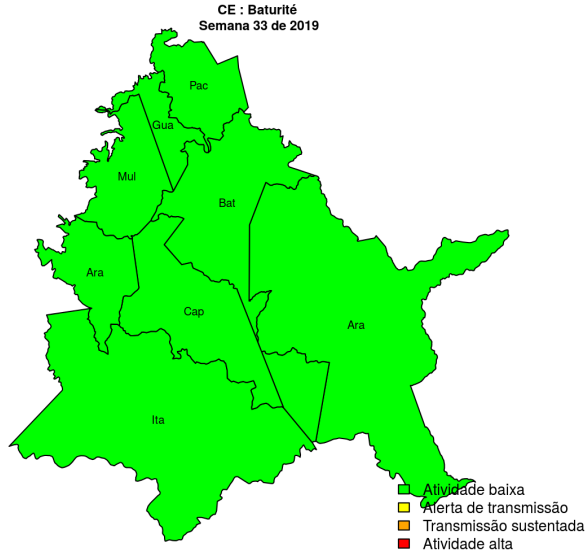 CE : Baturité
Semana 33 de 2019
Pac
Gua
Mul
Bat
Ara
Cap
Ara
Ita
Atividade baixa
Alerta de transmissão
Transmissão sustentada
Atividade alta